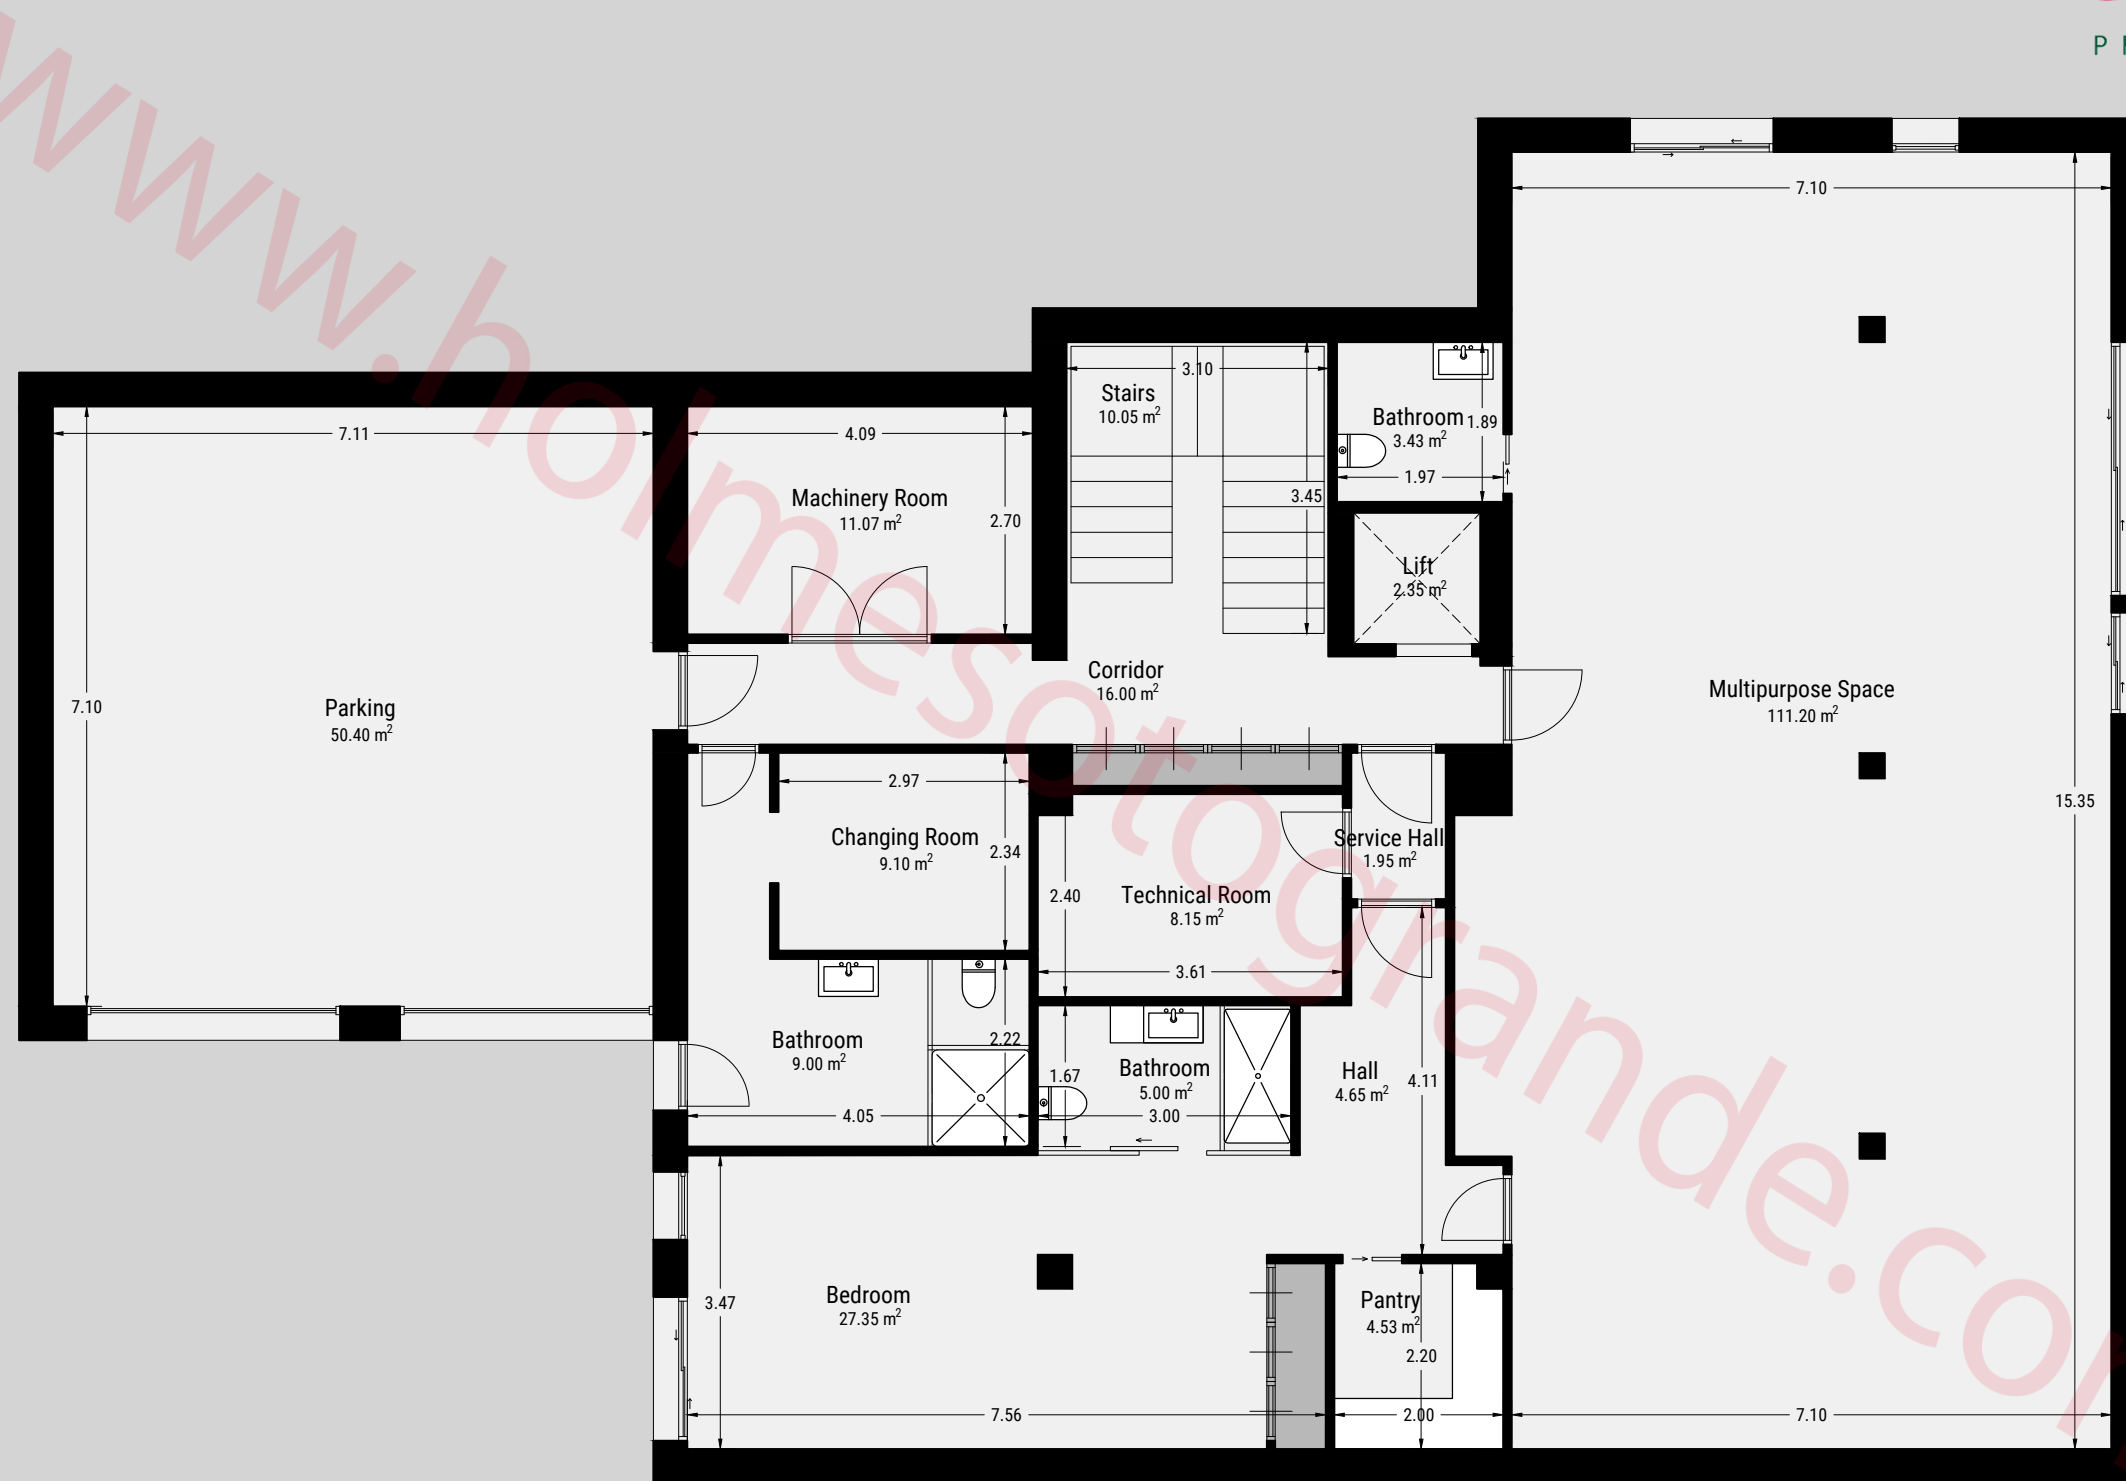 www.holmesotogrande.com
P
7.10
3.10
Stairs
10.05 m²
Bathroom
3.43 m²
1.89
1.97
7.11
4.09
3.45
Machinery Room
11.07 m²
2.70
Lift
2.35 m²
Corridor
16.00 m²
Multipurpose Space
111.20 m²
7.10
Parking
50.40 m²
2.97
15.35
Changing Room
9.10 m²
2.34
Service Hall
1.95 m²
2.40
Technical Room
8.15 m²
3.61
Bathroom
9.00 m²
2.22
1.67
Bathroom
5.00 m²
Hall
4.65 m²
4.11
4.05
3.00
3.47
Bedroom
27.35 m²
Pantry
4.53 m²
2.20
7.56
2.00
7.10